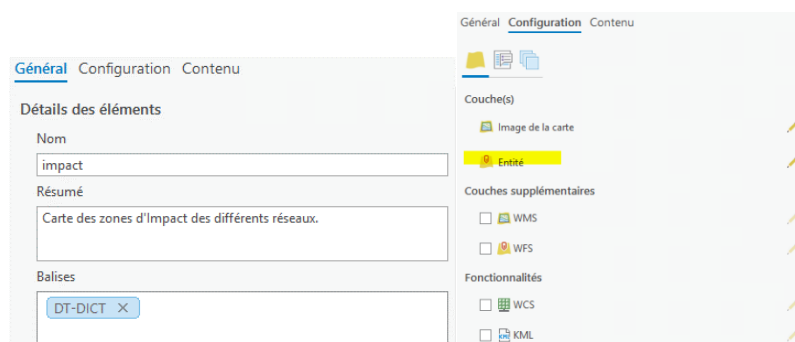 Général Configuration Contenu
Détails des éléments
Nom
impact
Résumé
Carte des zones d'Impact des différents réseaux.
Balises
DT-DICT ×
Général Configuration Contenu
Couche(s)
Image de la carte
Entité
Couches supplémentaires
WMS
WFS
Fonctionnalités
WCS
KML